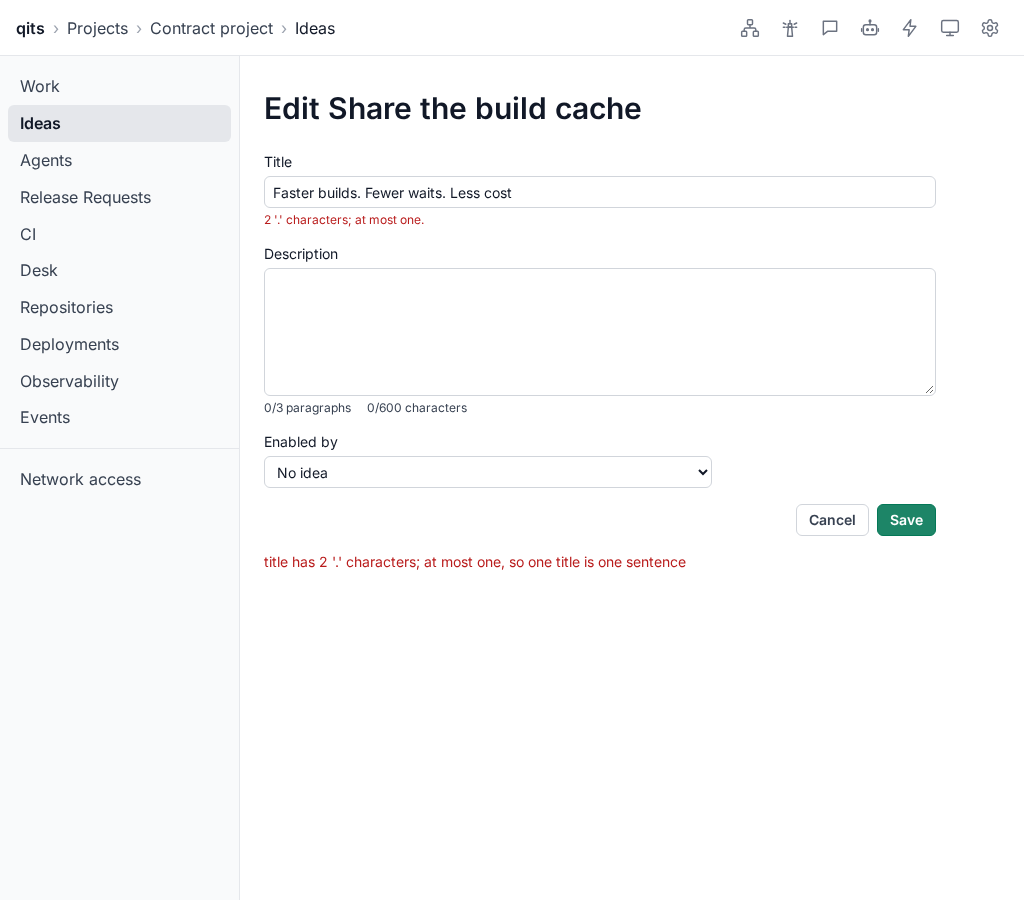 qits › Projects › Contract project › Ideas
Work
Ideas
Agents
Release Requests
CI
Desk
Repositories
Deployments
Observability
Events
Network access
Edit Share the build cache
Title
Faster builds. Fewer waits. Less cost
2 '.' characters; at most one.
Description
0/3 paragraphs 0/600 characters
Enabled by
No idea
Cancel Save
title has 2 '.' characters; at most one, so one title is one sentence